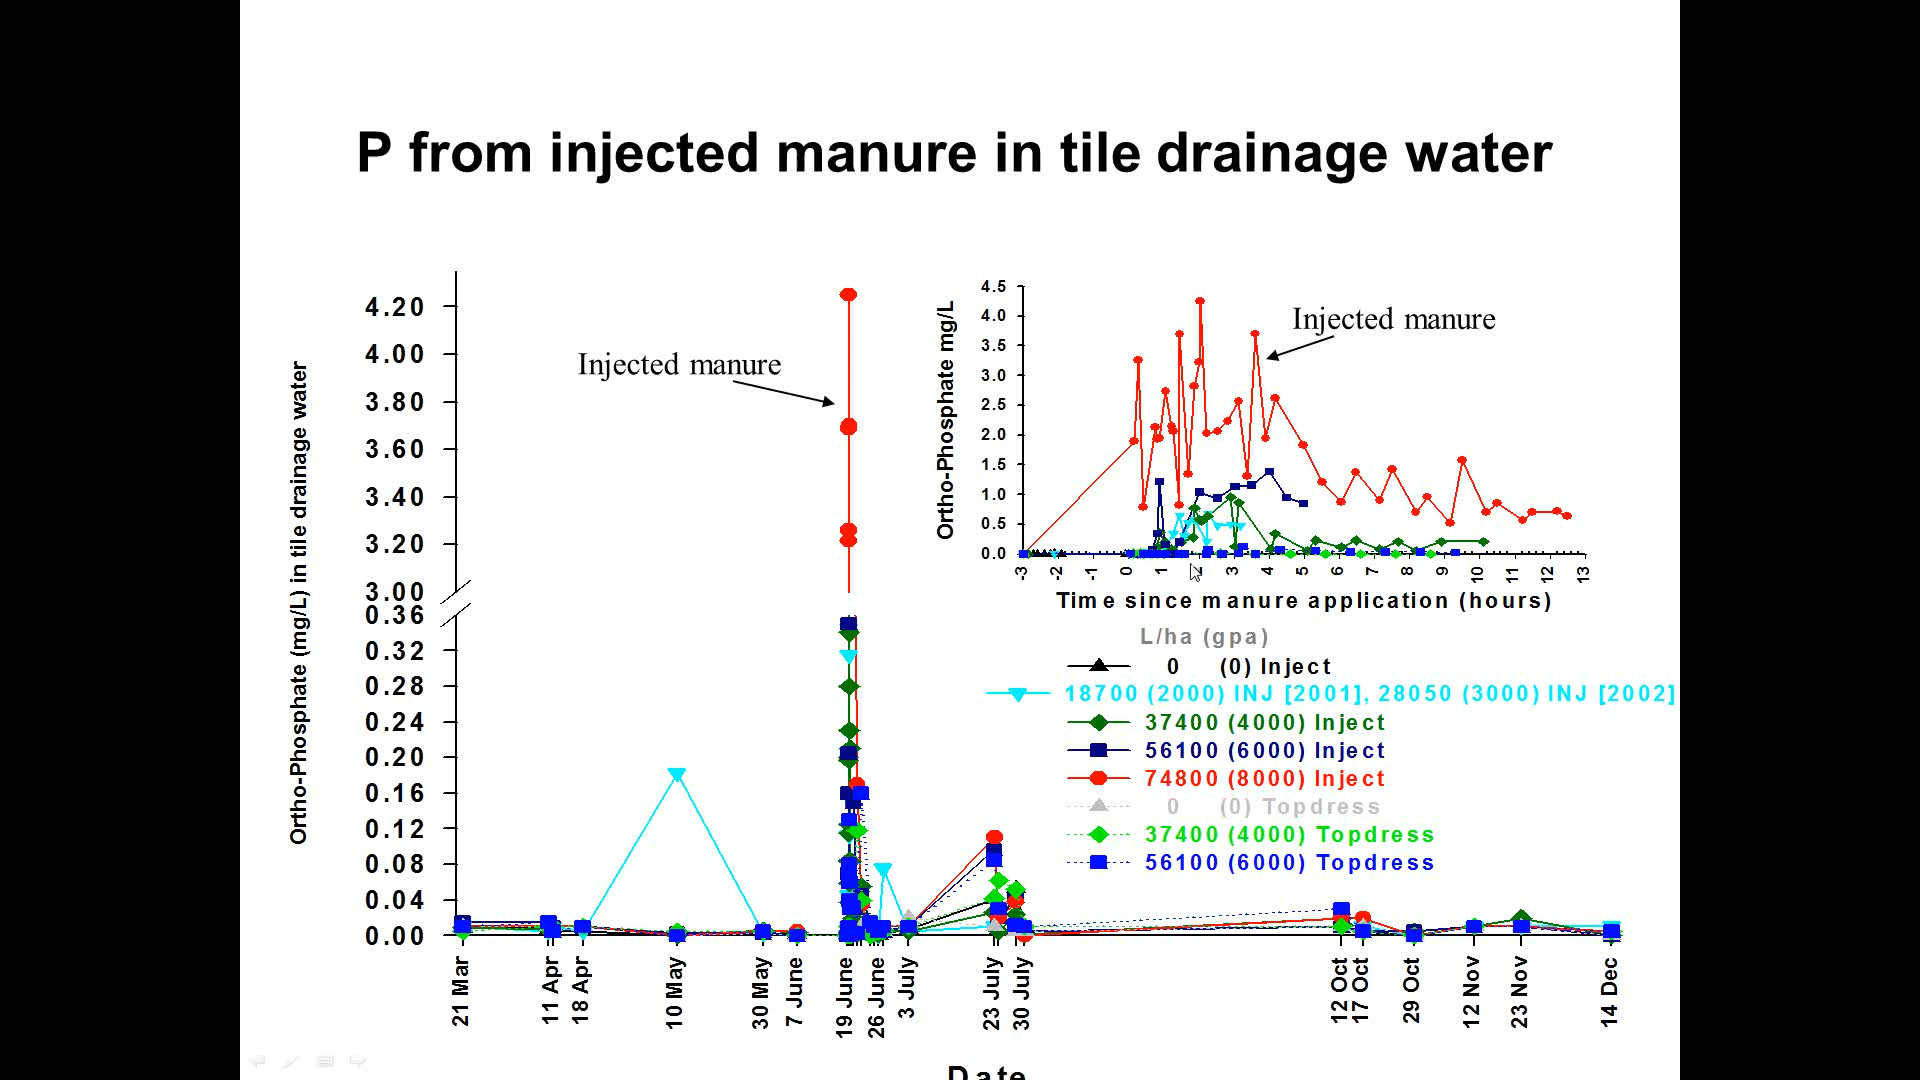 P from injected manure in tile drainage water
Ortho-Phosphate (mg/L) in tile drainage water
4.20
4.00
3.80
3.60
3.40
3.20
3.00
0.36
0.32
0.28
0.24
0.20
0.16
0.12
0.08
0.04
0.00
Injected manure
21 Mar
11 Apr
18 Apr
10 May
30 May
7 June
19 June
26 June
3 July
23 July
30 July
12 Oct
17 Oct
29 Oct
12 Nov
23 Nov
14 Dec
Date
Ortho-Phosphate mg/L
4.5
4.0
3.5
3.0
2.5
2.0
1.5
1.0
0.5
0.0
Injected manure
-3 -2 -1 0 1 2 3 4 5 6 7 8 9 10 11 12 13
Time since manure application (hours)
L/ha (gpa)
0 (0) Inject
18700 (2000) INJ [2001], 28050 (3000) INJ [2002]
37400 (4000) Inject
56100 (6000) Inject
74800 (8000) Inject
0 (0) Topdress
37400 (4000) Topdress
56100 (6000) Topdress